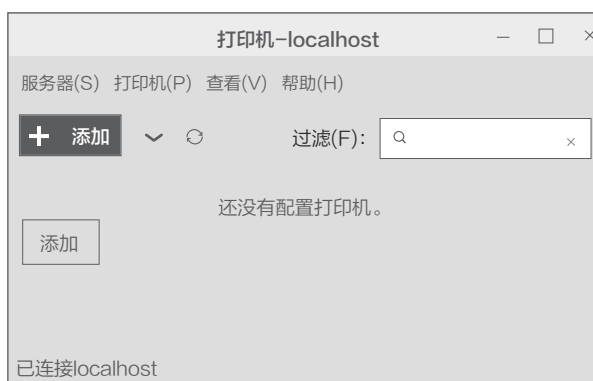 打印机-localhost
服务器(S) 打印机(P) 查看(V) 帮助(H)
添加 过滤(F):
还没有配置打印机。
添加
已连接localhost